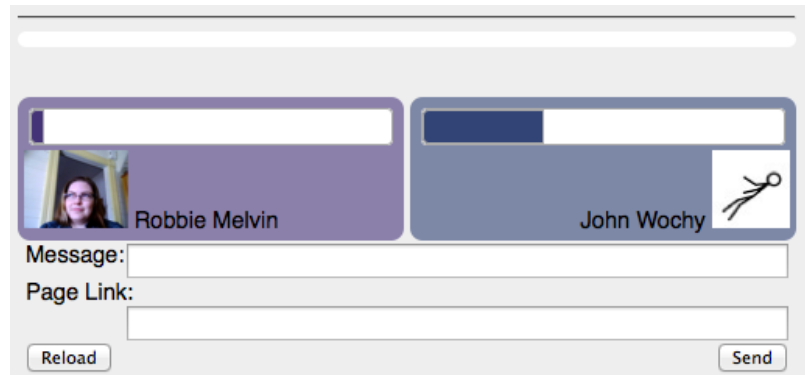 Robbie Melvin
John Wochy
Message:
Page Link:
Reload
Send